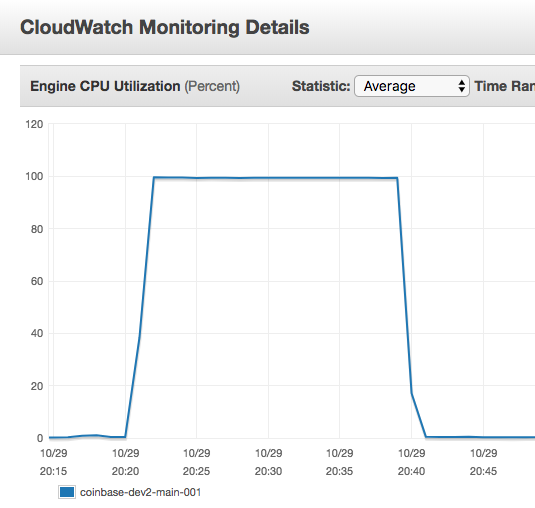 CloudWatch Monitoring Details
Engine CPU Utilization (Percent) Statistic: Average Time Ran
120
100
80
60
40
20
0
10/29 10/29 10/29 10/29 10/29 10/29 10/29
20:15 20:20 20:25 20:30 20:35 20:40 20:45
coinbase-dev2-main-001